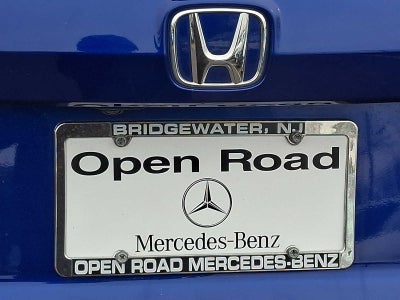 BRIDGEWATER, NJ
Open Road
Mercedes-Benz
OPEN ROAD MERCEDES-BENZ